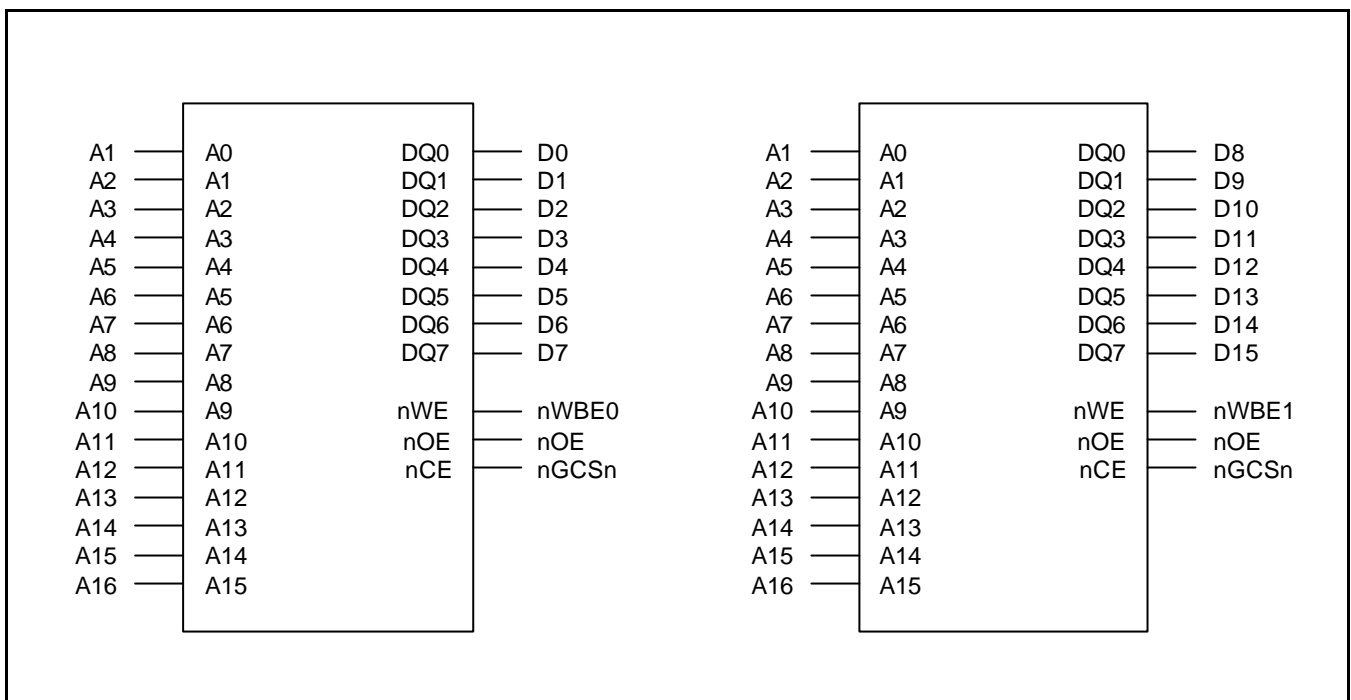 A1 A0 DQ0 D0
A2 A1 DQ1 D1
A3 A2 DQ2 D2
A4 A3 DQ3 D3
A5 A4 DQ4 D4
A6 A5 DQ5 D5
A7 A6 DQ6 D6
A8 A7 DQ7 D7
A9 A8
A10 A9 nWE nWBE0
A11 A10 nOE nOE
A12 A11 nCE nGCSn
A13 A12
A14 A13
A15 A14
A16 A15
A1 A0 DQ0 D8
A2 A1 DQ1 D9
A3 A2 DQ2 D10
A4 A3 DQ3 D11
A5 A4 DQ4 D12
A6 A5 DQ5 D13
A7 A6 DQ6 D14
A8 A7 DQ7 D15
A9 A8
A10 A9 nWE nWBE1
A11 A10 nOE nOE
A12 A11 nCE nGCSn
A13 A12
A14 A13
A15 A14
A16 A15